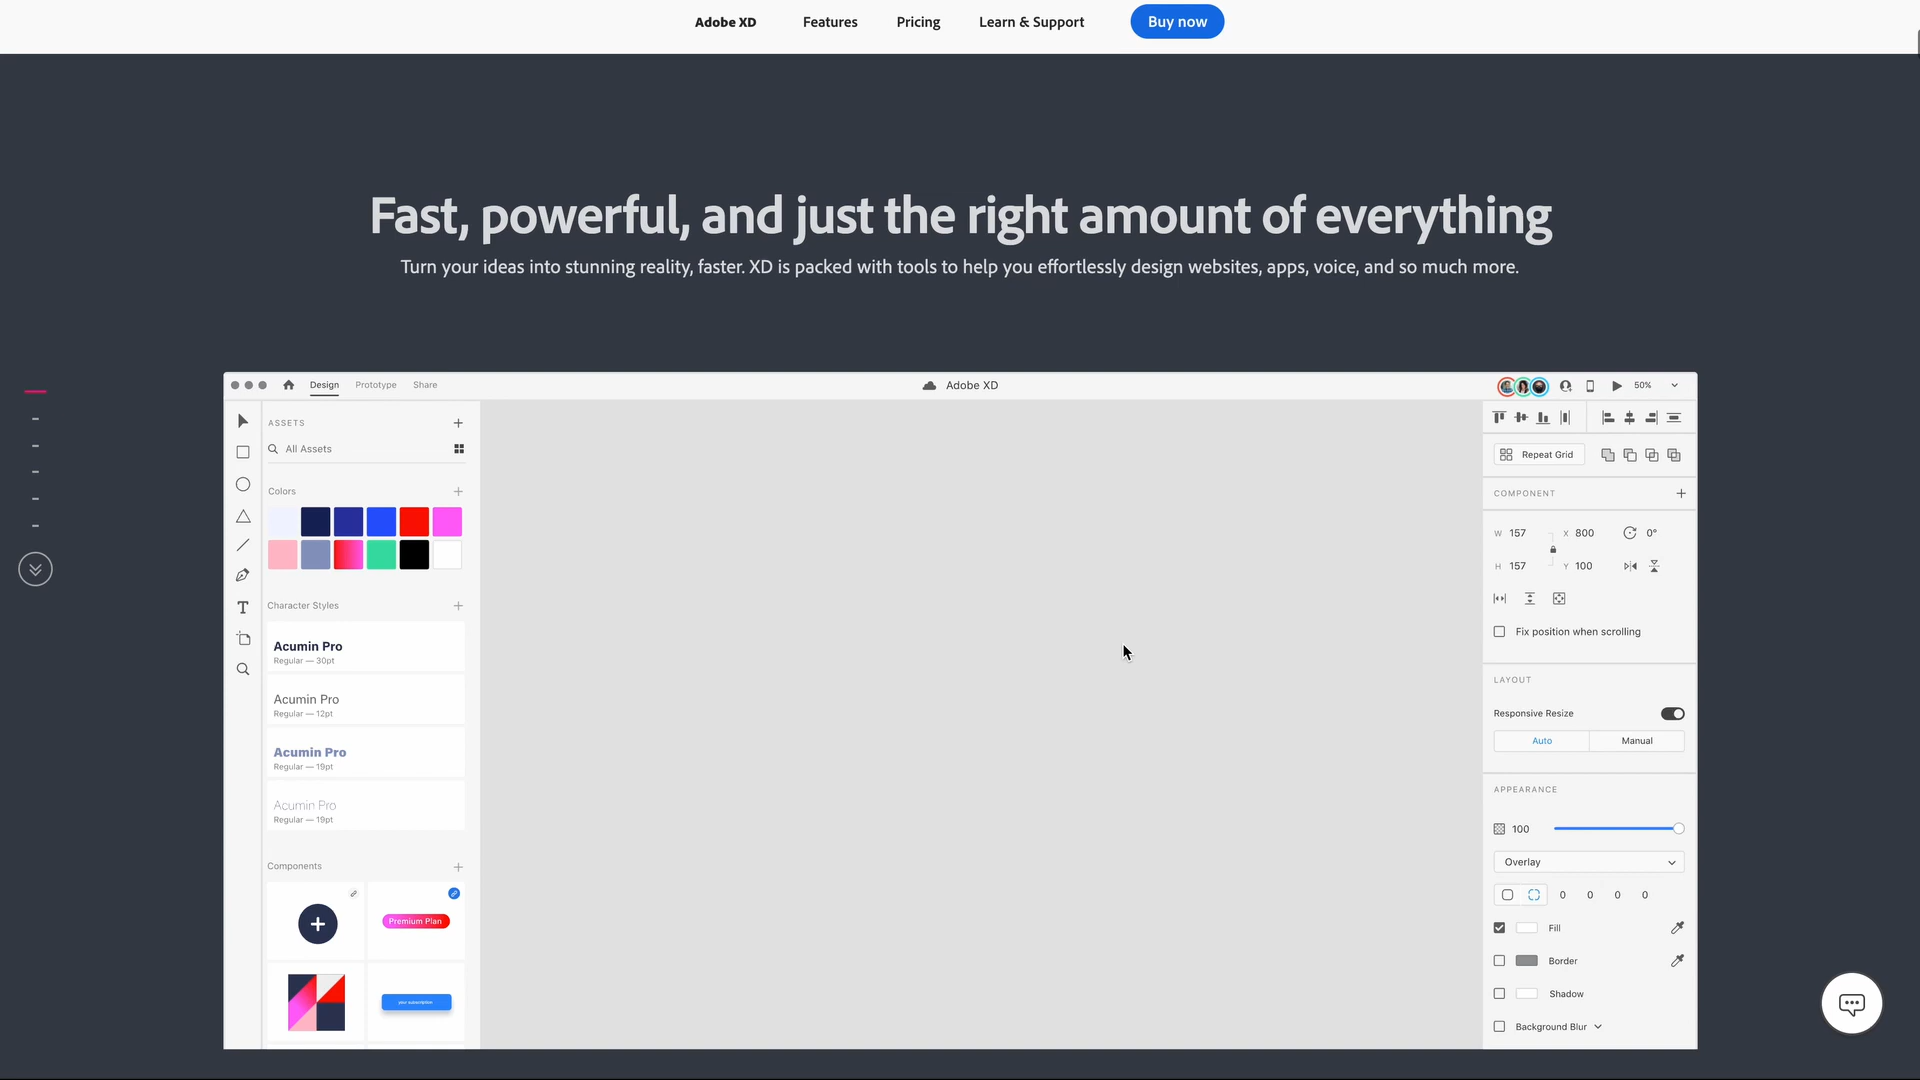 Adobe XD Features Pricing Learn & Support Buy now
Fast, powerful, and just the right amount of everything
Turn your ideas into stunning reality, faster. XD is packed with tools to help you effortlessly design websites, apps, voice, and so much more.
Design Prototype Share Adobe XD 50%
ASSETS
All Assets
Colors
Character Styles
Acumin Pro
Regular — 30pt
Acumin Pro
Regular — 12pt
Acumin Pro
Regular — 19pt
Acumin Pro
Regular — 19pt
Components
Premium Plan
your subscription
Repeat Grid
COMPONENT
W 157 X 800 0°
H 157 Y 100
Fix position when scrolling
LAYOUT
Responsive Resize
Auto Manual
APPEARANCE
100
Overlay
0 0 0 0
Fill
Border
Shadow
Background Blur